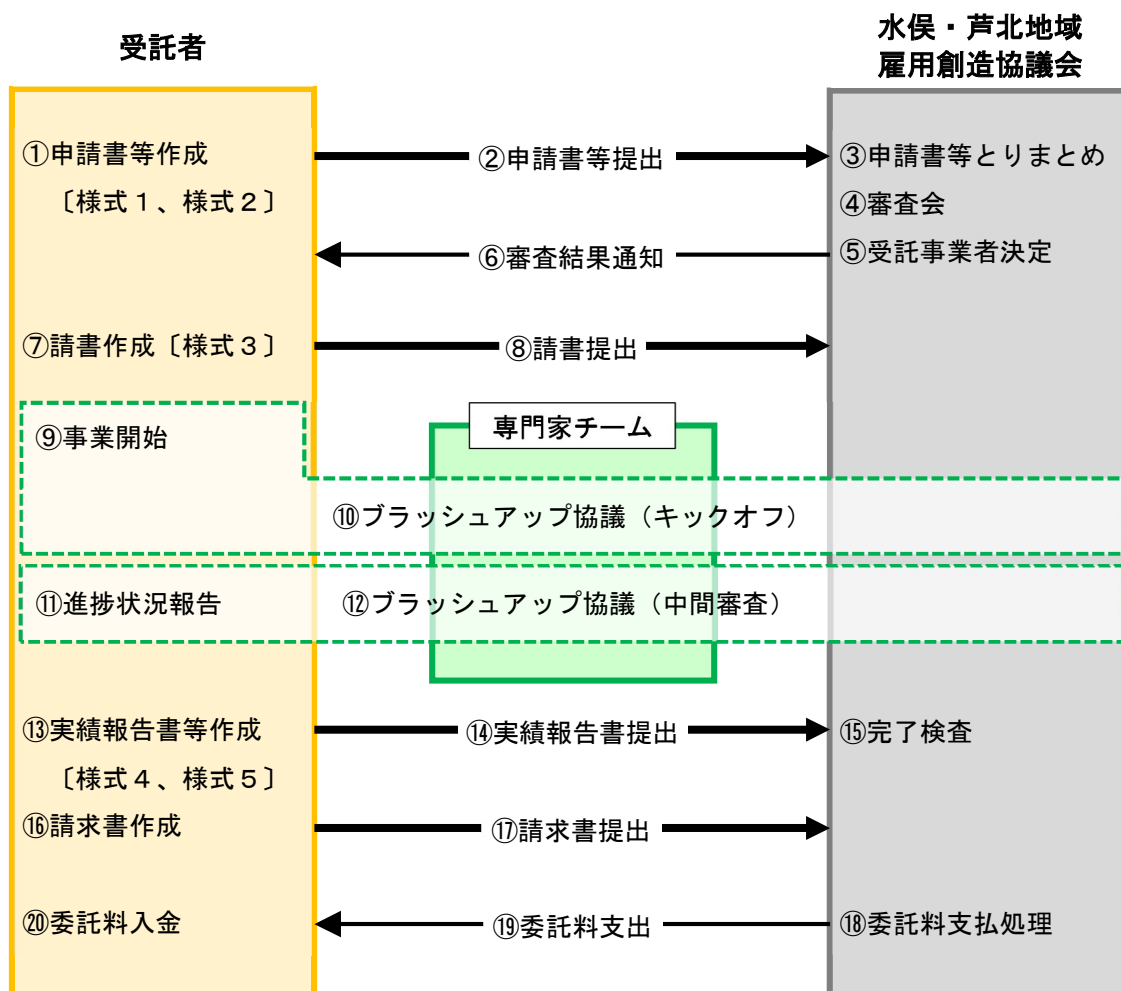 受託者
水俣・芦北地域
雇用創造協議会
①申請書等作成
〔様式１、様式２〕
②申請書等提出
③申請書等とりまとめ
④審査会
⑤受託事業者決定
⑥審査結果通知
⑦請書作成〔様式３〕
⑧請書提出
専門家チーム
⑨事業開始
⑩ブラッシュアップ協議（キックオフ）
⑪進捗状況報告
⑫ブラッシュアップ協議（中間審査）
⑬実績報告書等作成
〔様式４、様式５〕
⑭実績報告書提出
⑮完了検査
⑯請求書作成
⑰請求書提出
⑱委託料支払処理
⑲委託料支出
⑳委託料入金